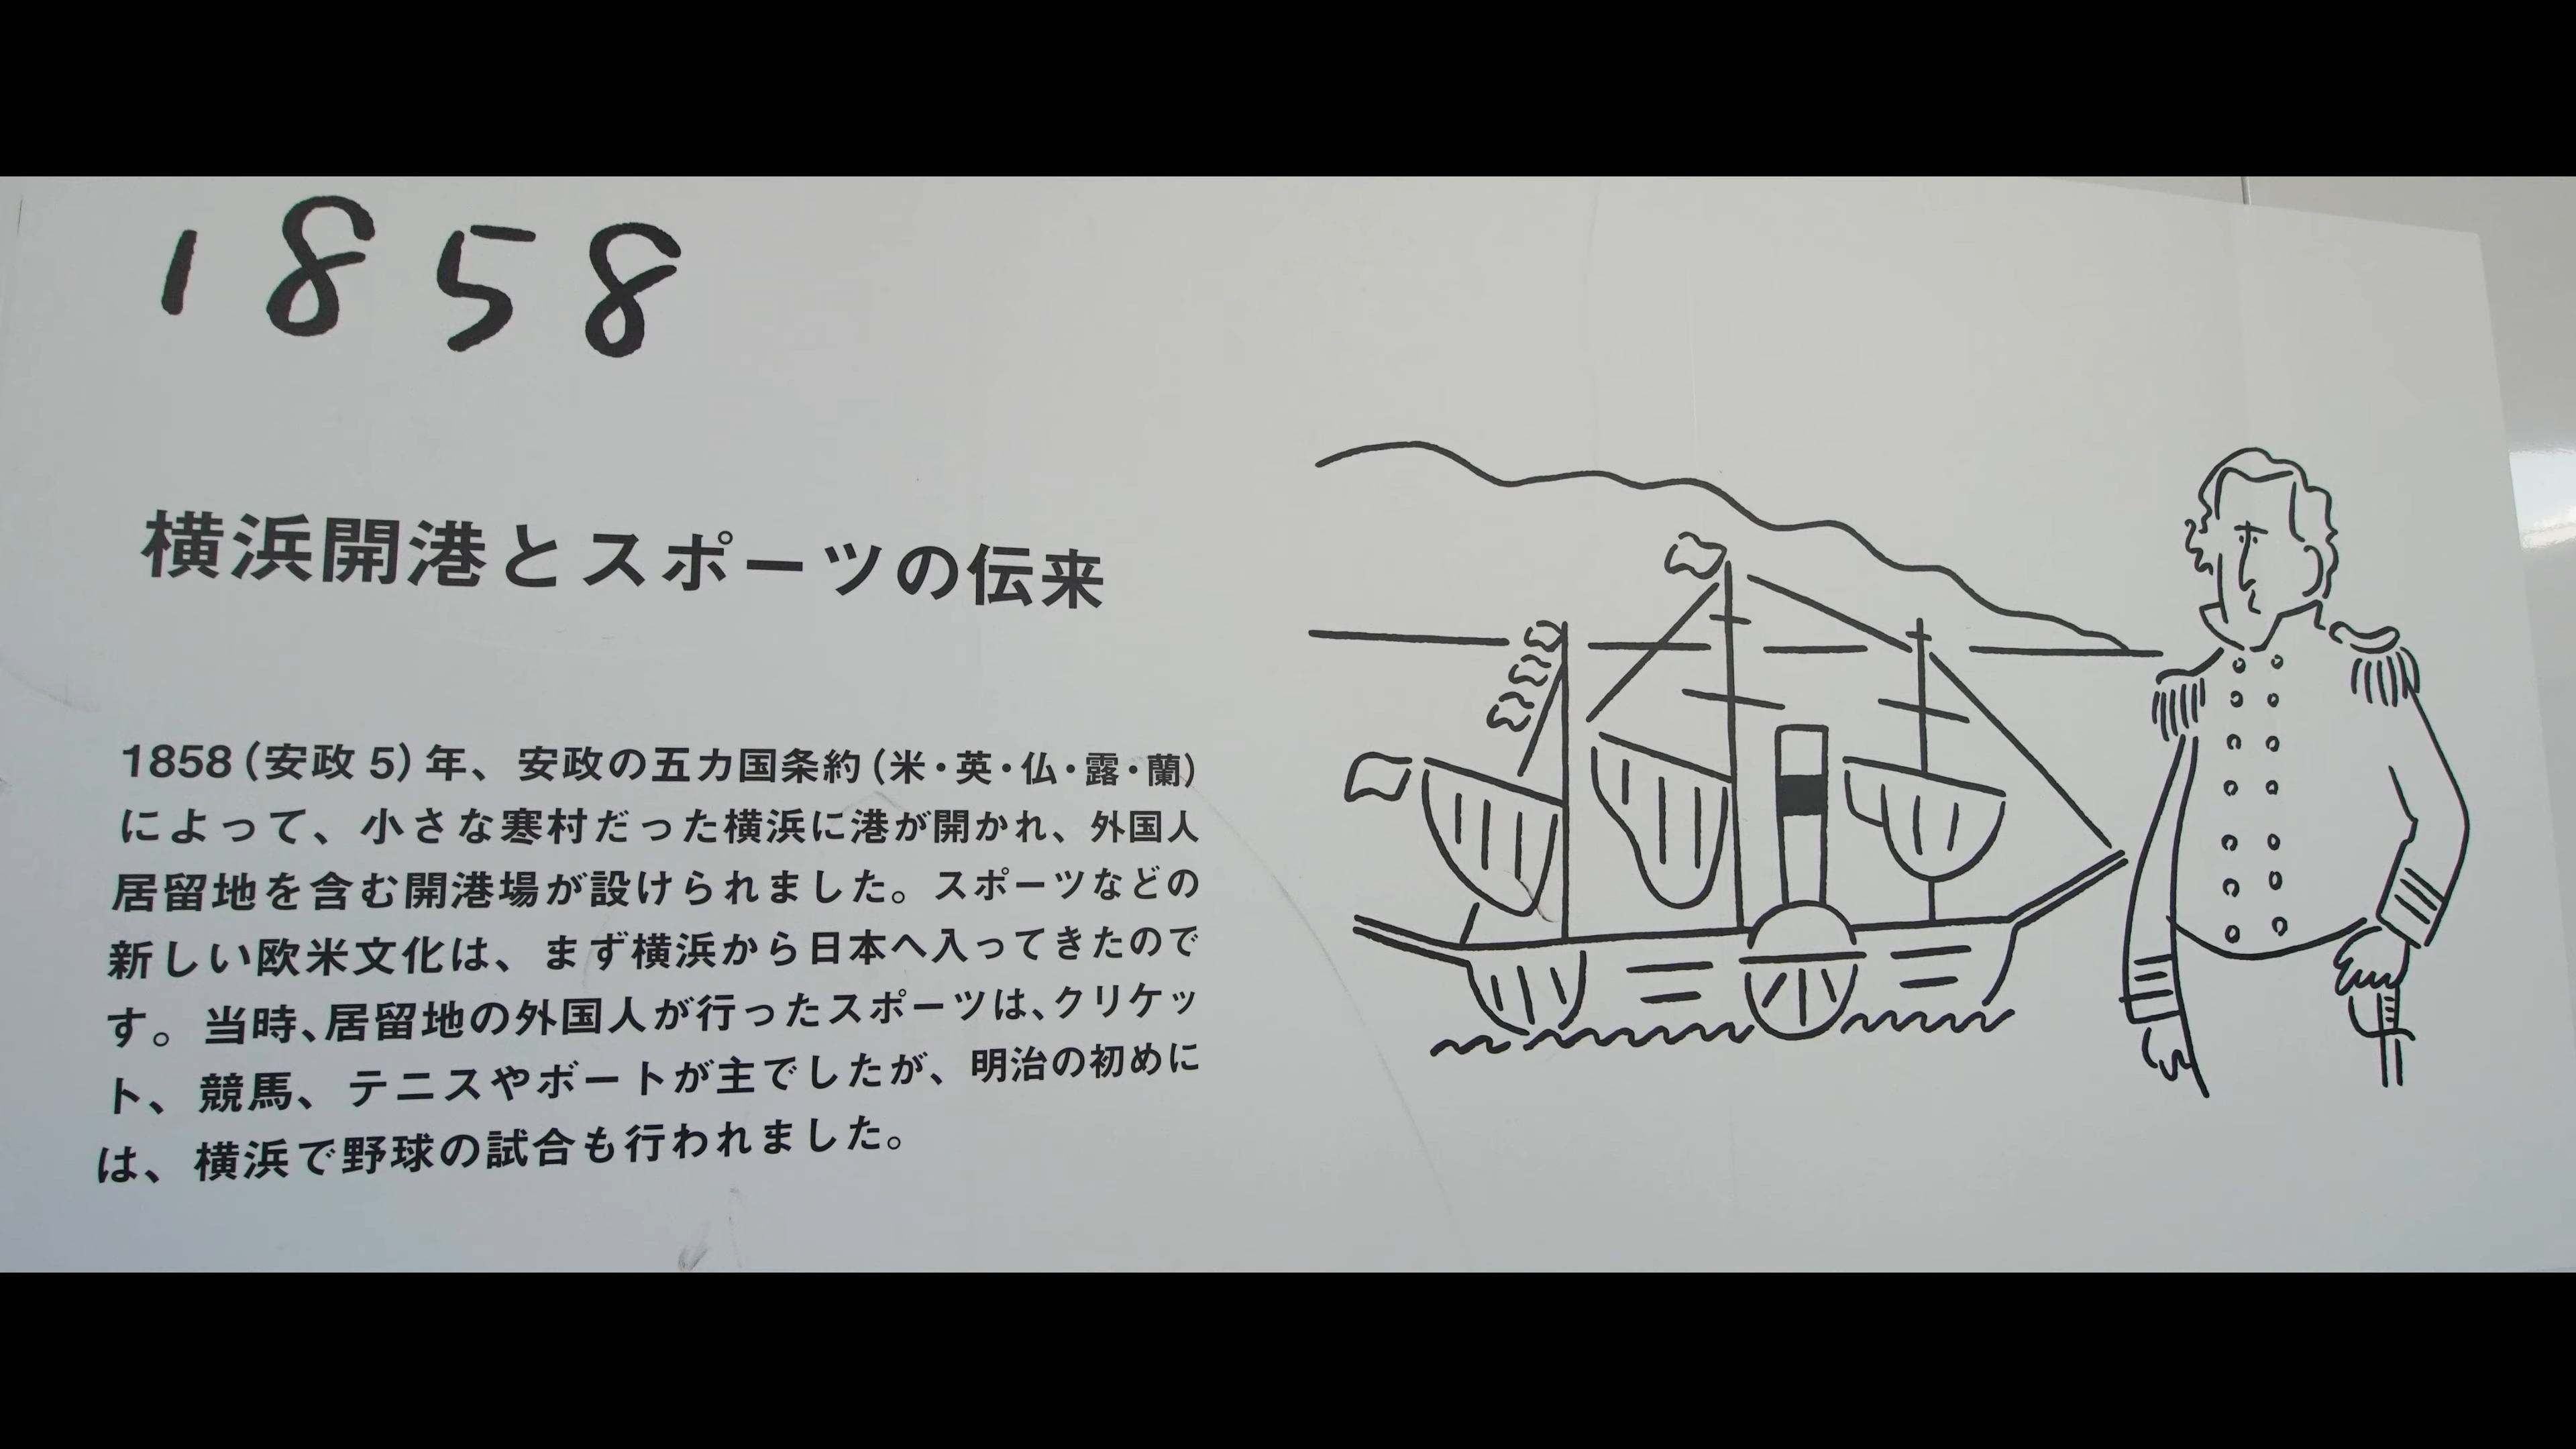 1858
横浜開港とスポーツの伝来
1858（安政 5）年、安政の五カ国条約（米・英・仏・露・蘭）
によって、小さな寒村だった横浜に港が開かれ、外国人
居留地を含む開港場が設けられました。スポーツなどの
新しい欧米文化は、まず横浜から日本へ入ってきたので
す。当時、居留地の外国人が行ったスポーツは、クリケッ
ト、競馬、テニスやボートが主でしたが、明治の初めに
は、横浜で野球の試合も行われました。